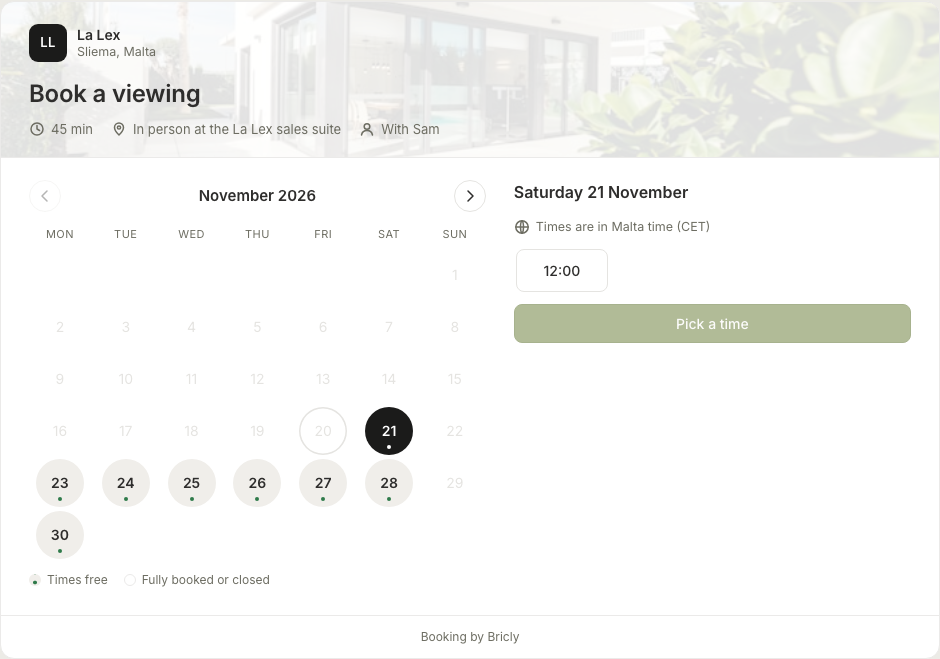 LL
La Lex
Sliema, Malta
Book a viewing
45 min
In person at the La Lex sales suite
With Sam
November 2026
MON TUE WED THU FRI SAT SUN
1
2 3 4 5 6 7 8
9 10 11 12 13 14 15
16 17 18 19 20 21 22
23 24 25 26 27 28 29
30
Times free
Fully booked or closed
Saturday 21 November
Times are in Malta time (CET)
12:00
Pick a time
Booking by Bricly